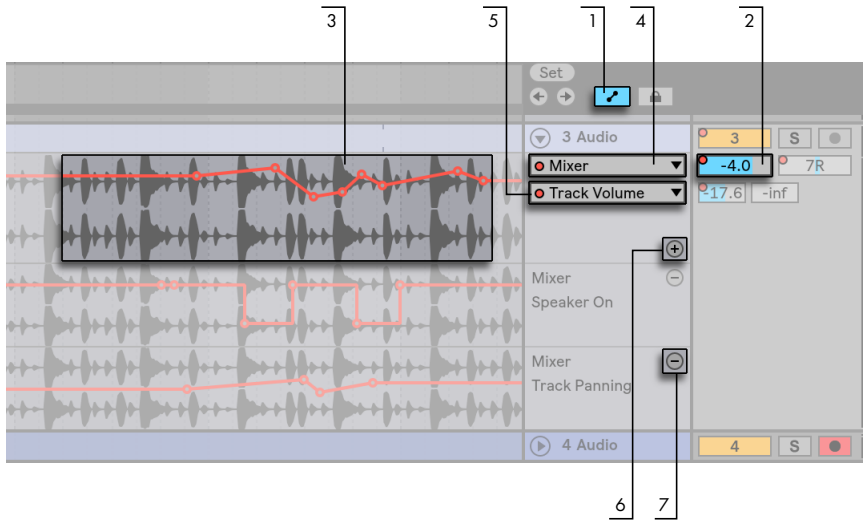 3 5 1 4 2
Set
3 Audio 3 S
Mixer -4.0 7R
Track Volume -17.6 -inf
Mixer
Speaker On
Mixer
Track Panning
4 Audio 4 S
6 7